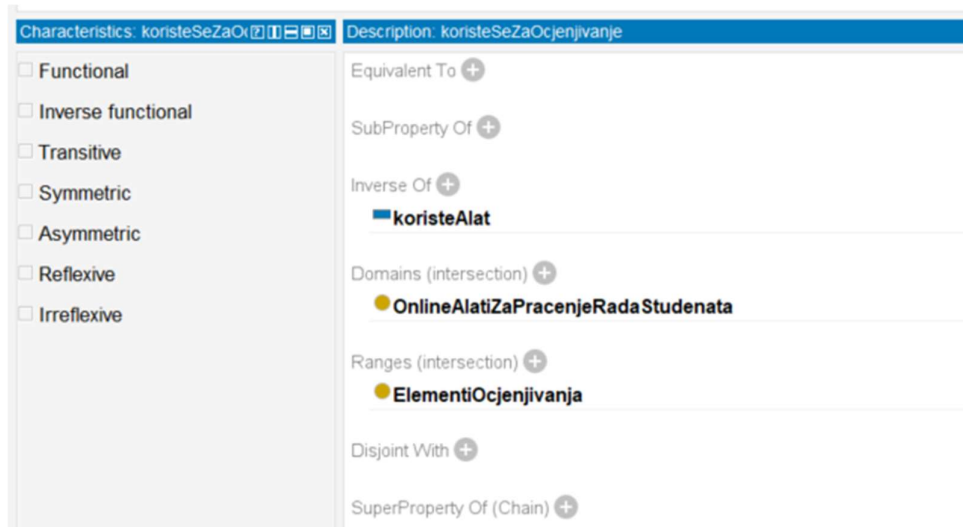 Characteristics: koristeSeZaOc
Functional
Inverse functional
Transitive
Symmetric
Asymmetric
Reflexive
Irreflexive
Description: koristeSeZaOcjenjivanje
Equivalent To
SubProperty Of
Inverse Of
koristeAlat
Domains (intersection)
OnlineAlatiZaPracenjeRadaStudenata
Ranges (intersection)
ElementiOcjenjivanja
Disjoint With
SuperProperty Of (Chain)